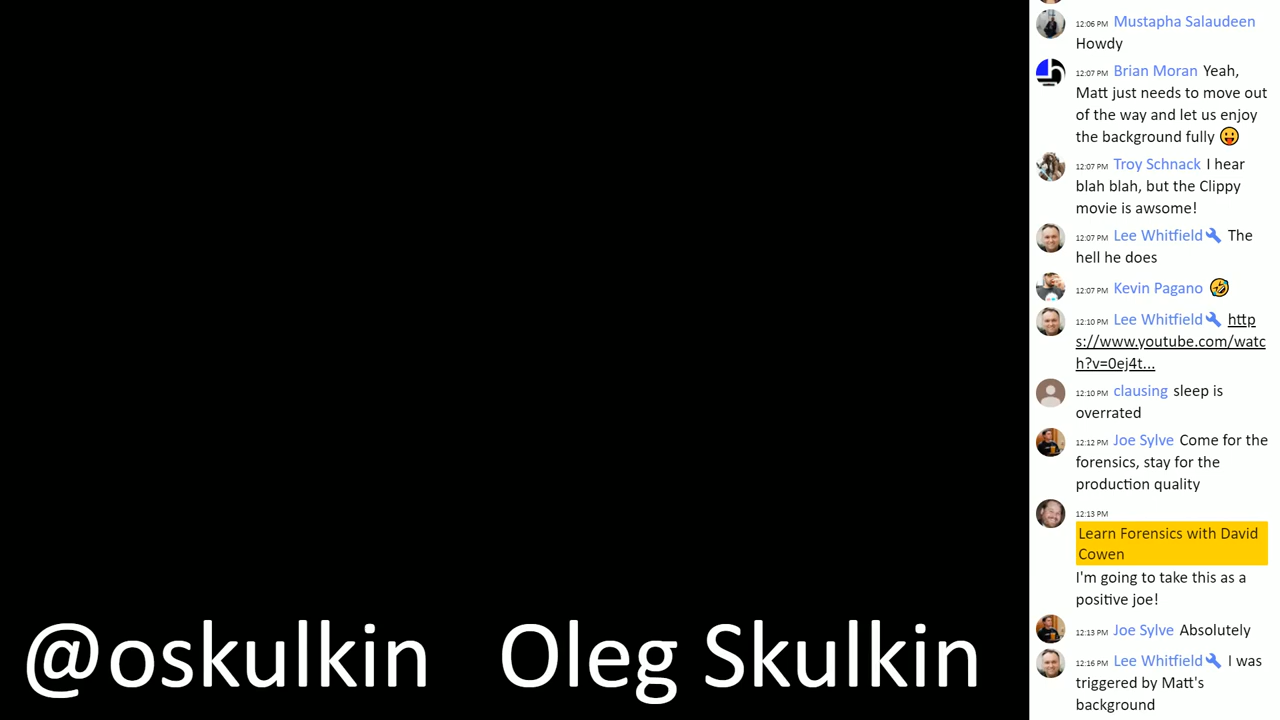 @oskulkin Oleg Skulkin
12:06 PM Mustapha Salaudeen
Howdy
12:07 PM Brian Moran Yeah,
Matt just needs to move out
of the way and let us enjoy
the background fully 😛
12:07 PM Troy Schnack I hear
blah blah, but the Clippy
movie is awsome!
12:07 PM Lee Whitfield The
hell he does
12:07 PM Kevin Pagano 🤣
12:10 PM Lee Whitfield http
s://www.youtube.com/watc
h?v=0ej4t...
12:10 PM clausing sleep is
overrated
12:12 PM Joe Sylve Come for the
forensics, stay for the
production quality
12:13 PM
Learn Forensics with David
Cowen
I'm going to take this as a
positive joe!
12:13 PM Joe Sylve Absolutely
12:16 PM Lee Whitfield I was
triggered by Matt's
background